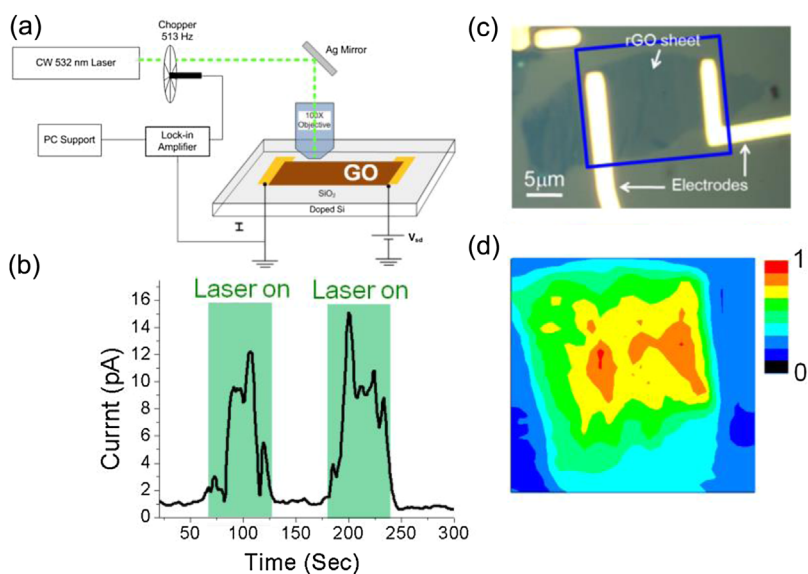 (a)
Chopper
513 Hz
Ag Mirror
CW 532 nm Laser
100X
Objective
PC Support
Lock-in
Amplifier
GO
SiO₂
Doped Si
I
Vsd
(b)
Laser on
Laser on
16
14
12
10
8
6
4
2
0
Currnt (pA)
50
100
150
200
250
300
Time (Sec)
(c)
rGO sheet
5μm
Electrodes
(d)
1
0